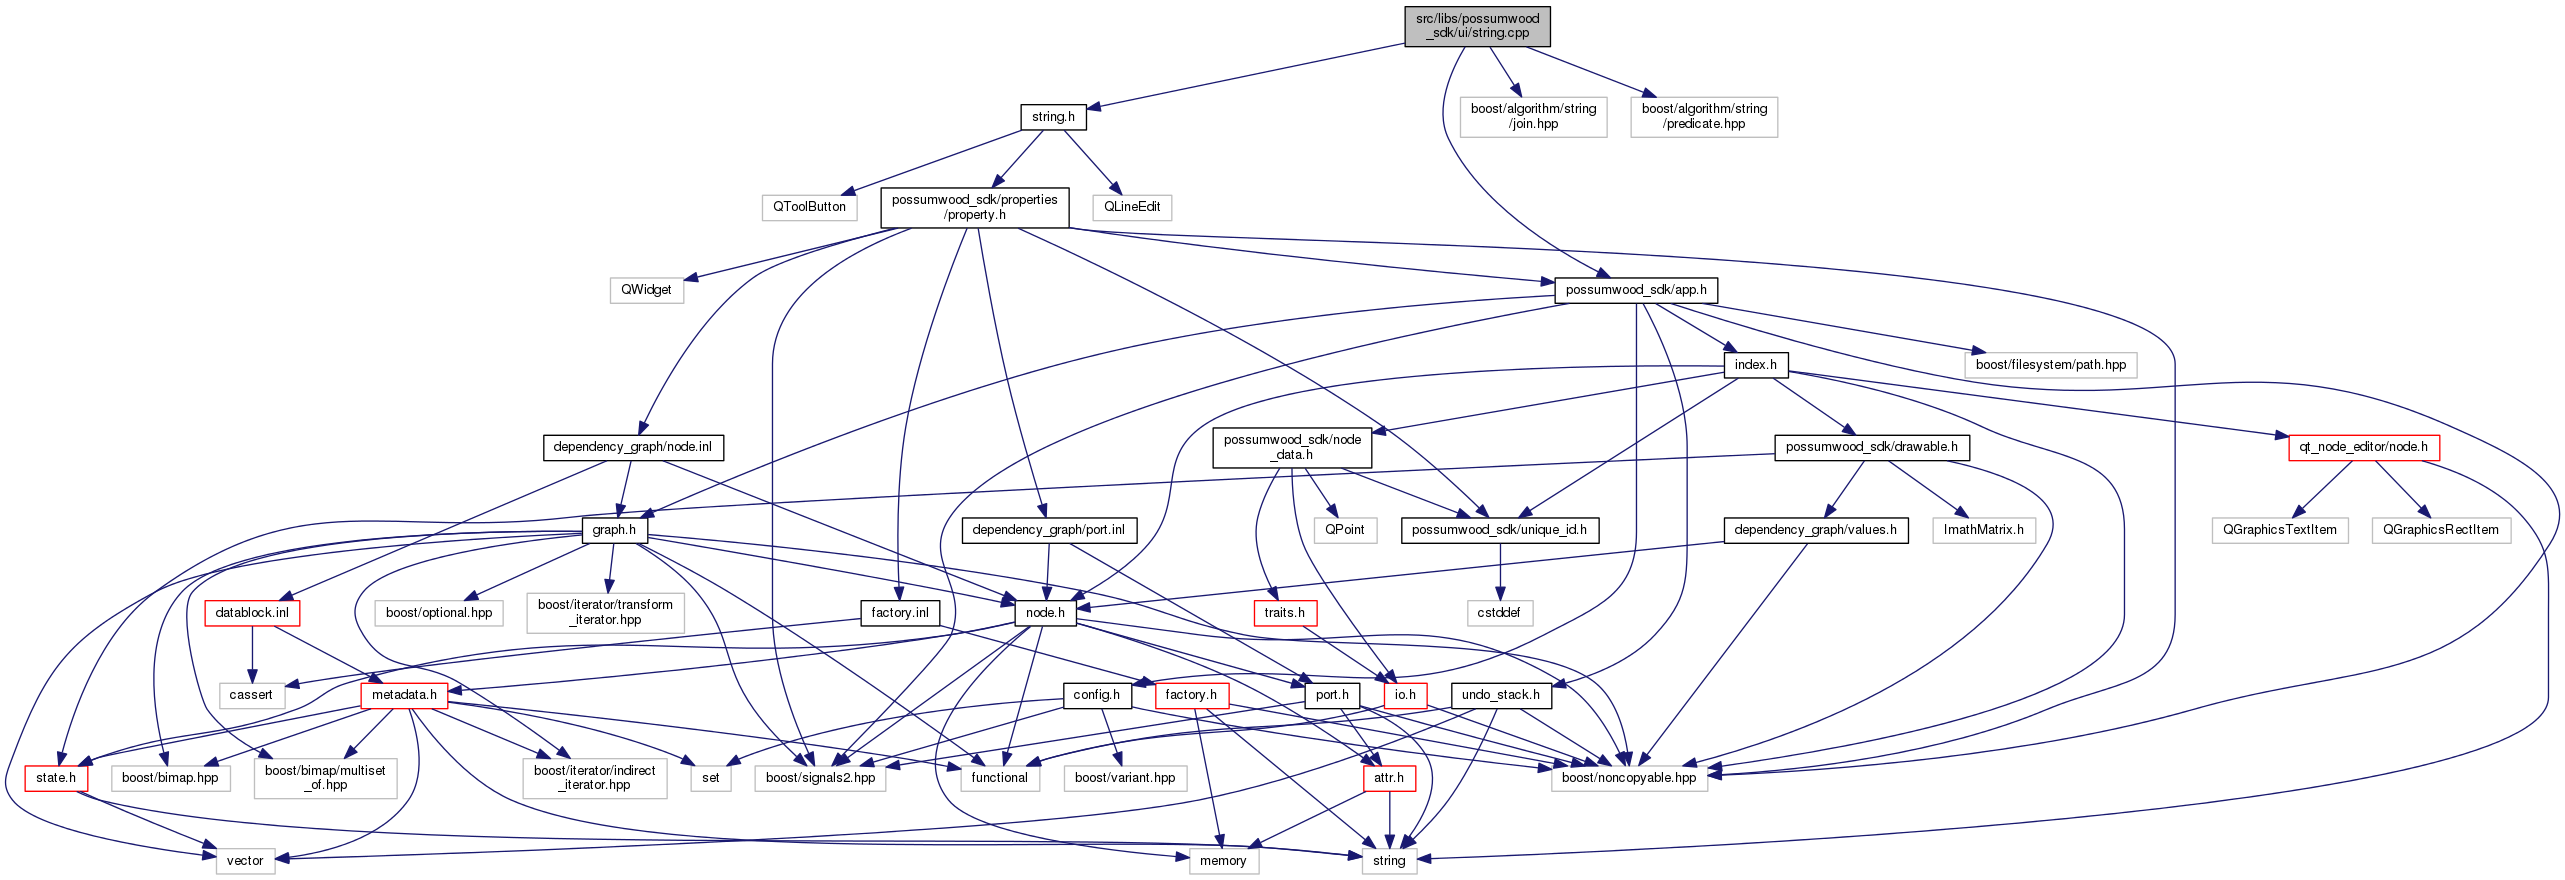 src/libs/possumwood
_sdk/ui/string.cpp
string.h
boost/algorithm/string
/join.hpp
boost/algorithm/string
/predicate.hpp
QToolButton
possumwood_sdk/properties
/property.h
QLineEdit
QWidget
possumwood_sdk/app.h
index.h
boost/filesystem/path.hpp
dependency_graph/node.inl
possumwood_sdk/node
_data.h
possumwood_sdk/drawable.h
qt_node_editor/node.h
graph.h
dependency_graph/port.inl
QPoint
possumwood_sdk/unique_id.h
dependency_graph/values.h
ImathMatrix.h
QGraphicsTextItem
QGraphicsRectItem
datablock.inl
boost/optional.hpp
boost/iterator/transform
_iterator.hpp
factory.inl
node.h
traits.h
cstddef
cassert
metadata.h
config.h
factory.h
port.h
io.h
undo_stack.h
state.h
boost/bimap.hpp
boost/bimap/multiset
_of.hpp
boost/iterator/indirect
_iterator.hpp
set
boost/signals2.hpp
functional
boost/variant.hpp
attr.h
boost/noncopyable.hpp
vector
memory
string